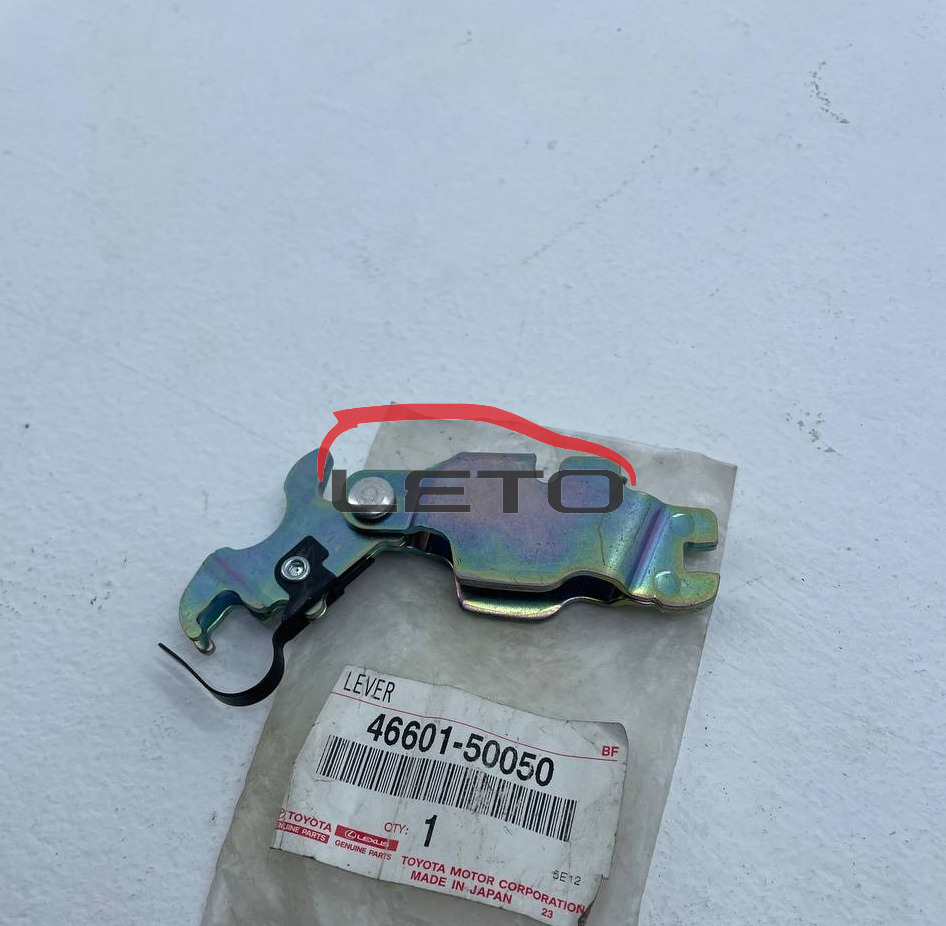 LETO
LEVER
46601-50050
BF
TOYOTA
GENUINE PARTS
LEXUS
GENUINE PARTS
QTY: 1
TOYOTA MOTOR CORPORATION
MADE IN JAPAN
23